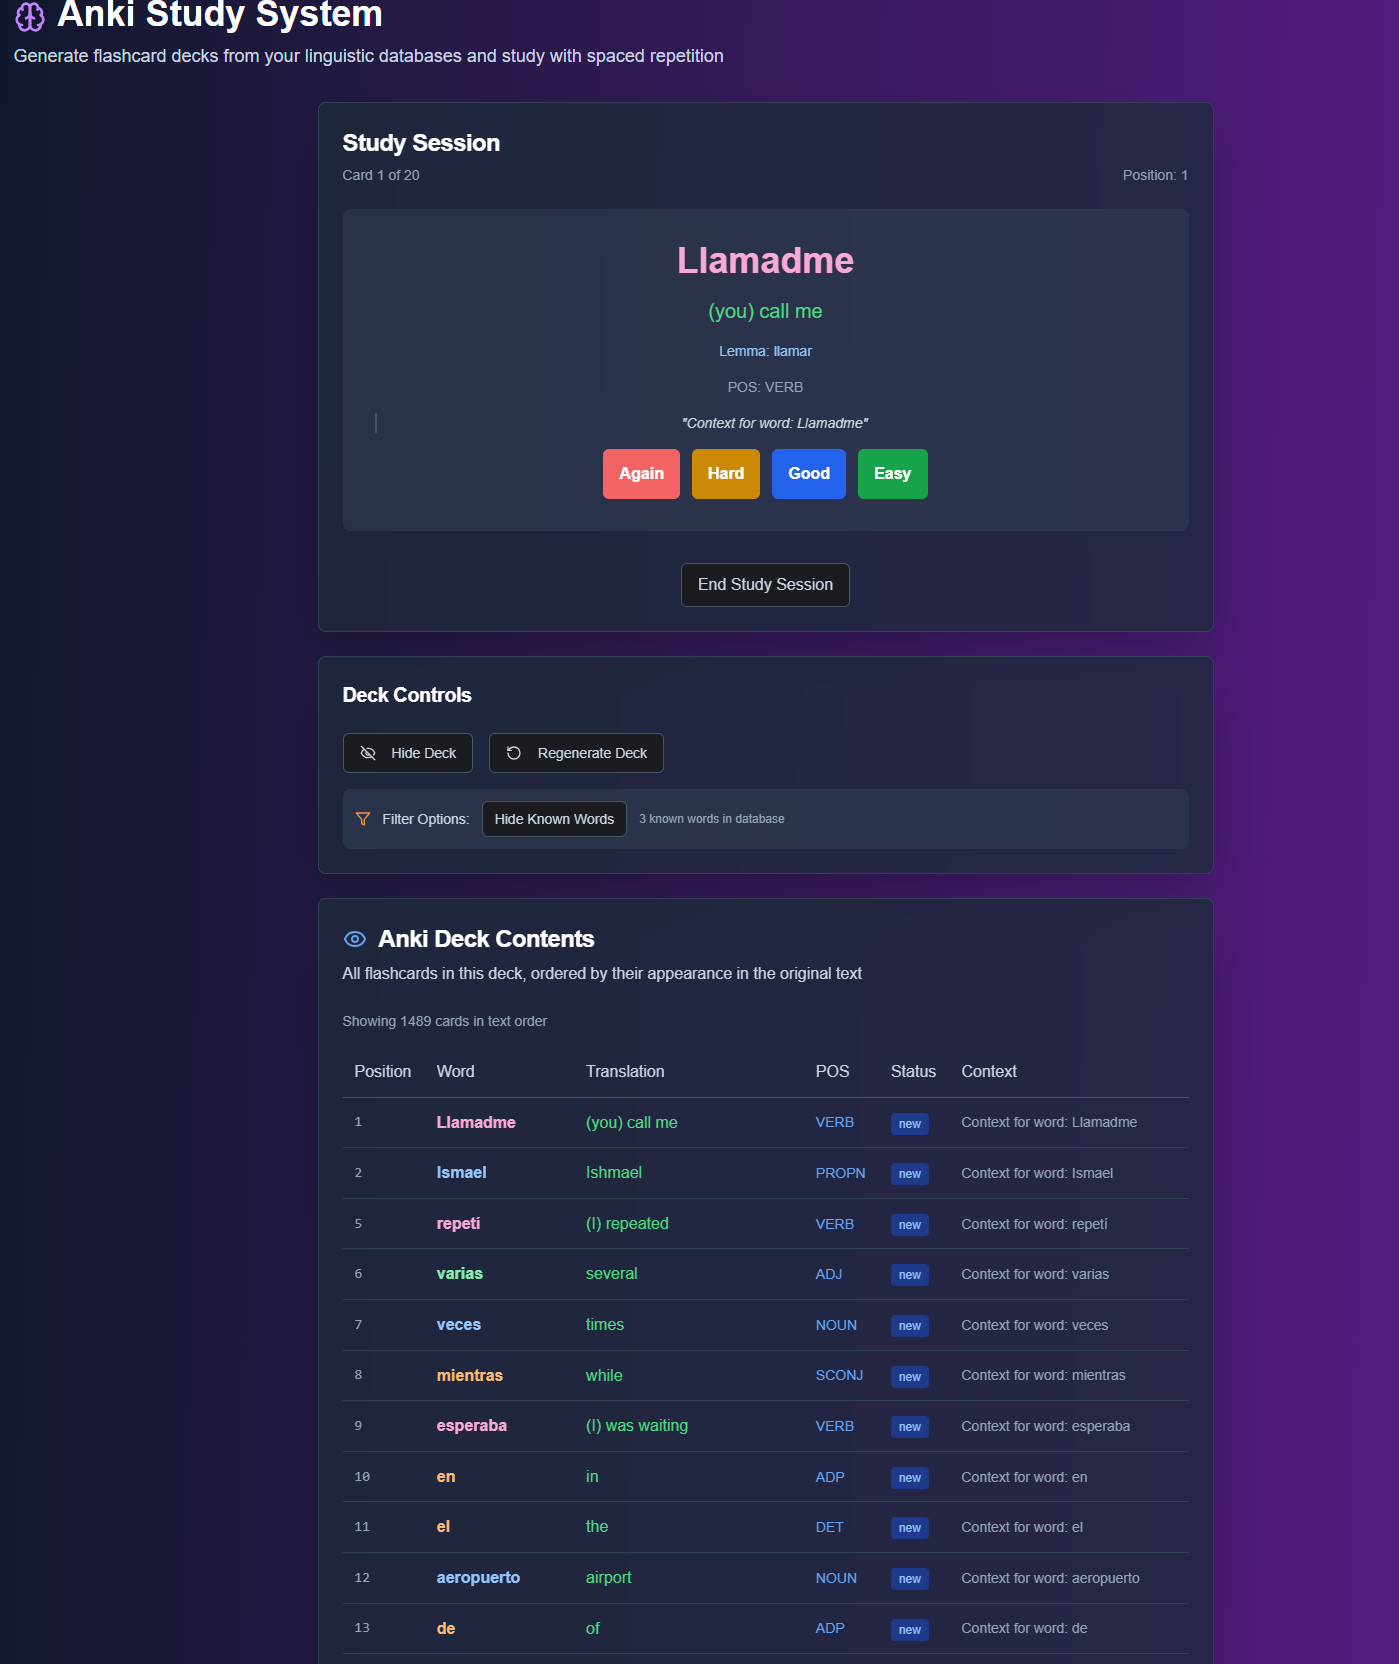 Anki Study System
Generate flashcard decks from your linguistic databases and study with spaced repetition
Study Session
Card 1 of 20 Position: 1
Llamadme
(you) call me
Lemma: llamar
POS: VERB
"Context for word: Llamadme"
Again Hard Good Easy
End Study Session
Deck Controls
Hide Deck Regenerate Deck
Filter Options: Hide Known Words 3 known words in database
Anki Deck Contents
All flashcards in this deck, ordered by their appearance in the original text
Showing 1489 cards in text order
Position Word Translation POS Status Context
1 Llamadme (you) call me VERB new Context for word: Llamadme
2 Ismael Ishmael PROPN new Context for word: Ismael
5 repetí (I) repeated VERB new Context for word: repetí
6 varias several ADJ new Context for word: varias
7 veces times NOUN new Context for word: veces
8 mientras while SCONJ new Context for word: mientras
9 esperaba (I) was waiting VERB new Context for word: esperaba
10 en in ADP new Context for word: en
11 el the DET new Context for word: el
12 aeropuerto airport NOUN new Context for word: aeropuerto
13 de of ADP new Context for word: de